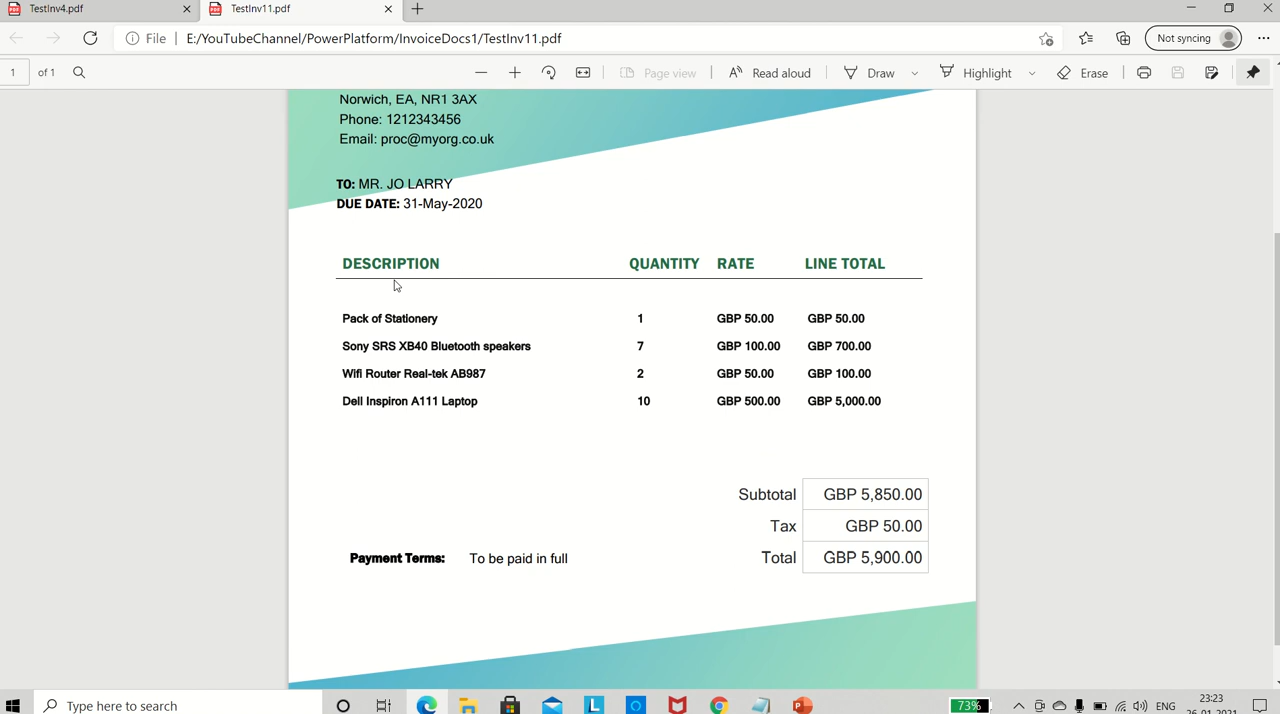 TestInv4.pdf
TestInv11.pdf
File | E:/YouTubeChannel/PowerPlatform/InvoiceDocs1/TestInv11.pdf
Not syncing
1 of 1
Page view
Read aloud
Draw
Highlight
Erase
Norwich, EA, NR1 3AX
Phone: 1212343456
Email: proc@myorg.co.uk
TO: MR. JO LARRY
DUE DATE: 31-May-2020
DESCRIPTION QUANTITY RATE LINE TOTAL
Pack of Stationery 1 GBP 50.00 GBP 50.00
Sony SRS XB40 Bluetooth speakers 7 GBP 100.00 GBP 700.00
Wifi Router Real-tek AB987 2 GBP 50.00 GBP 100.00
Dell Inspiron A111 Laptop 10 GBP 500.00 GBP 5,000.00
Subtotal GBP 5,850.00
Tax GBP 50.00
Payment Terms: To be paid in full Total GBP 5,900.00
Type here to search
73%
ENG
23:23